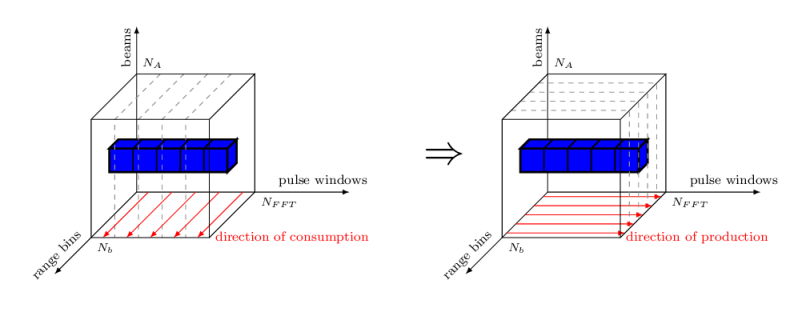 beams
N_A
pulse windows
N_{FFT}
direction of consumption
N_b
range bins
⇒
beams
N_A
pulse windows
N_{FFT}
direction of production
N_b
range bins